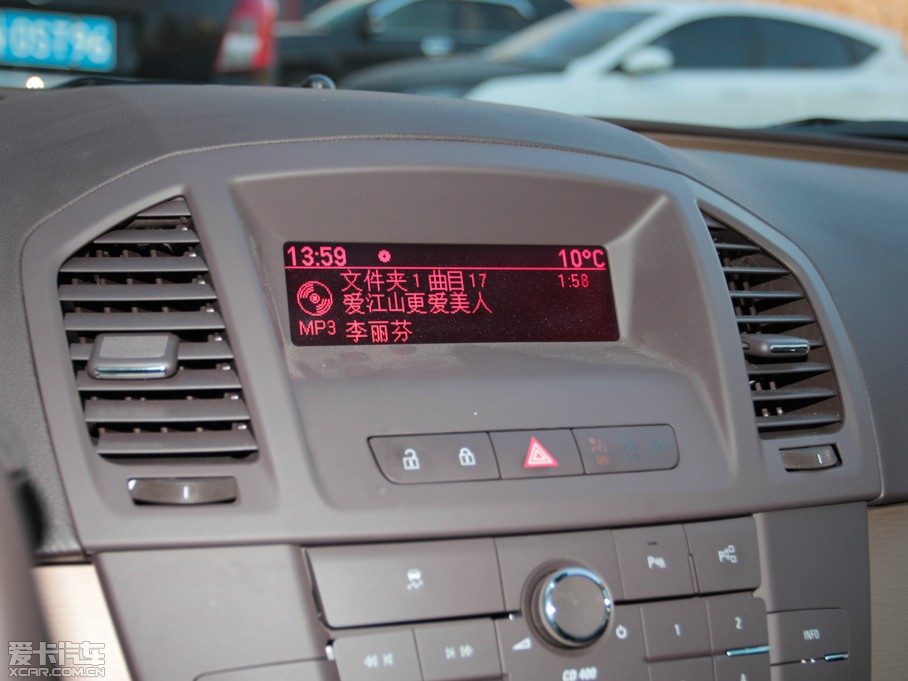 0ST96
13:59 10°C
文件夹 1 曲目 17 1:58
爱江山更爱美人
MP3 李丽芬
1 2 INFO
CD 400
爱卡汽车
XCAR.COM.CN